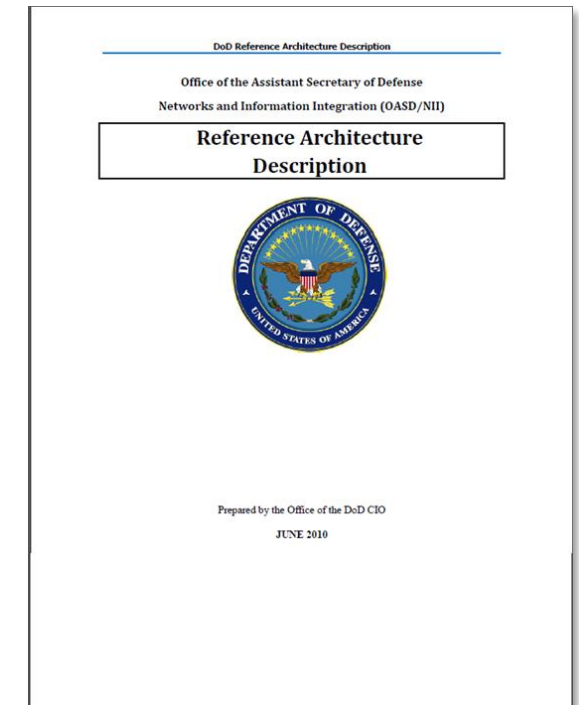 DoD Reference Architecture Description
Office of the Assistant Secretary of Defense
Networks and Information Integration (OASD/NII)
Reference Architecture
Description
DEPARTMENT OF DEFENSE
UNITED STATES OF AMERICA
Prepared by the Office of the DoD CIO
JUNE 2010